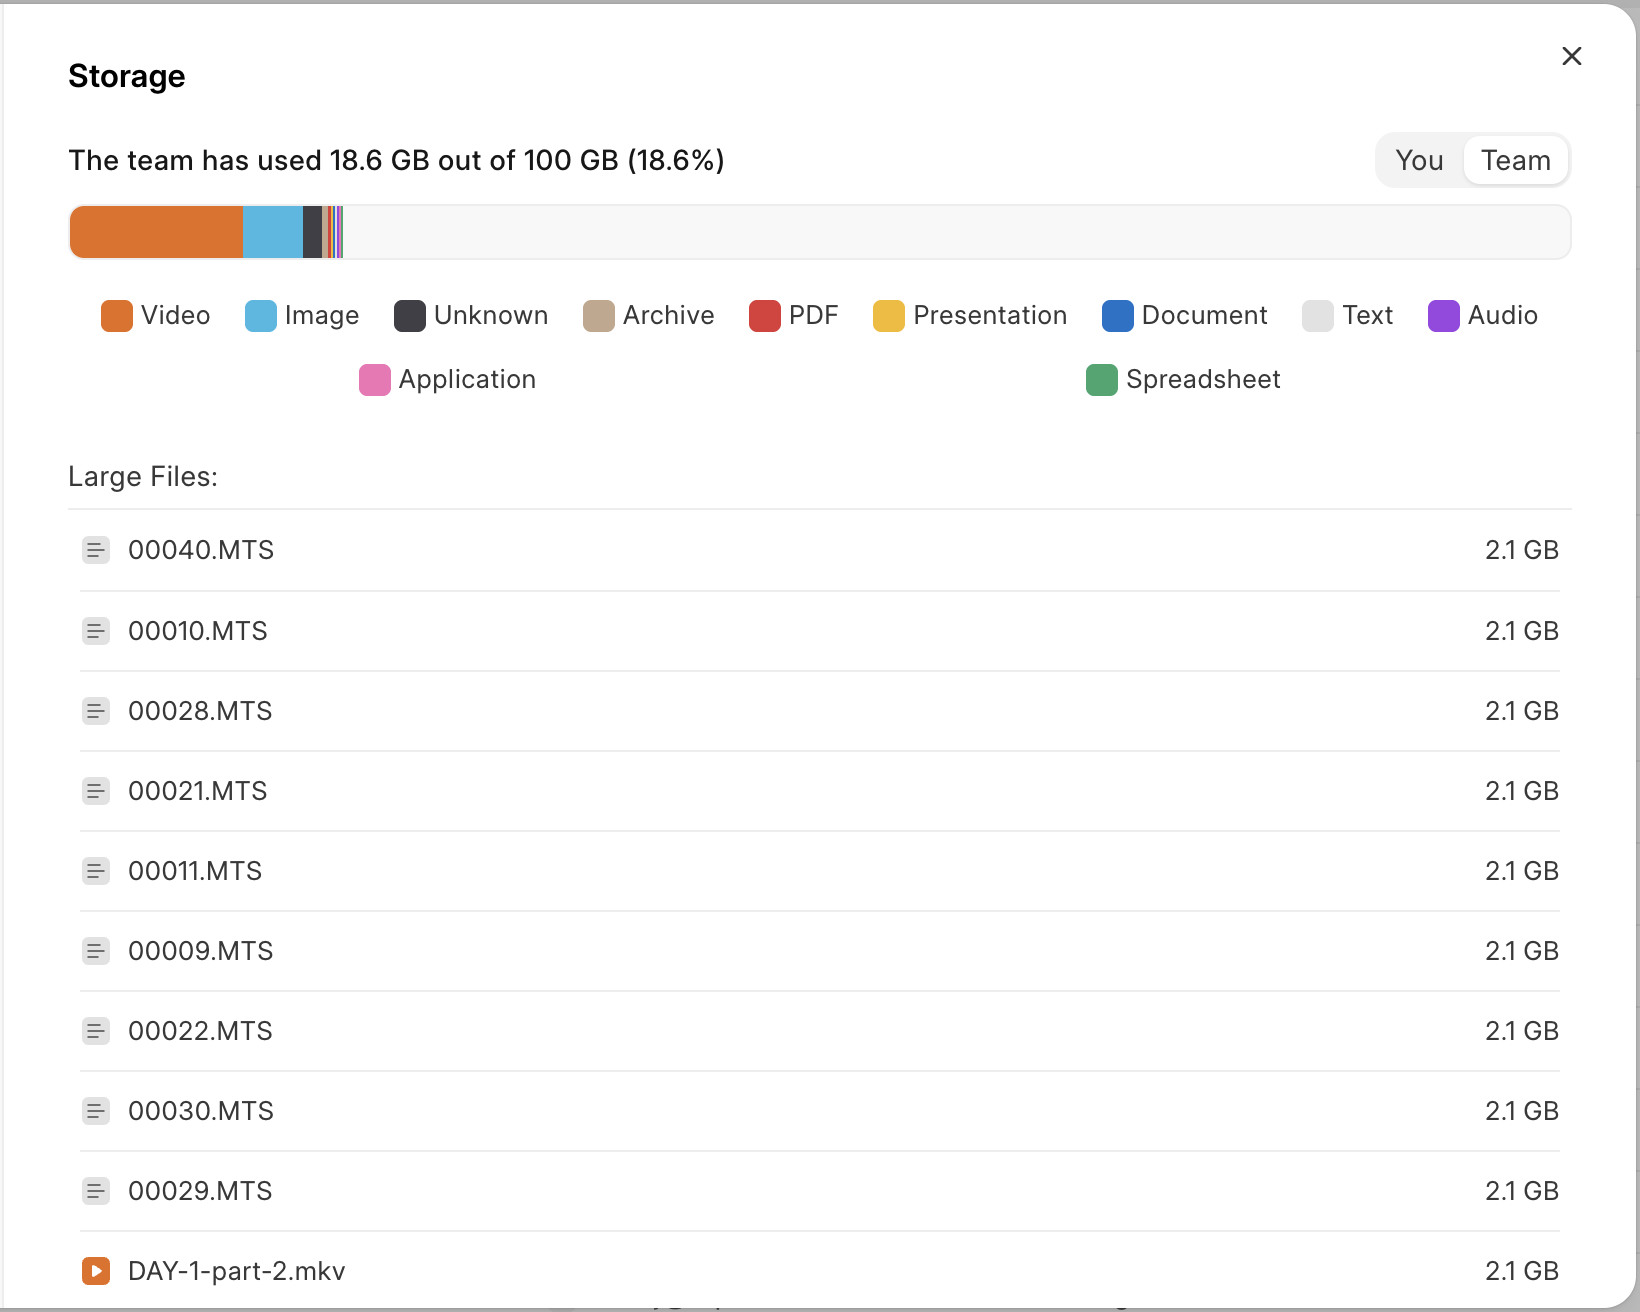 Storage
The team has used 18.6 GB out of 100 GB (18.6%)
You Team
Video Image Unknown Archive PDF Presentation Document Text Audio
Application Spreadsheet
Large Files:
00040.MTS 2.1 GB
00010.MTS 2.1 GB
00028.MTS 2.1 GB
00021.MTS 2.1 GB
00011.MTS 2.1 GB
00009.MTS 2.1 GB
00022.MTS 2.1 GB
00030.MTS 2.1 GB
00029.MTS 2.1 GB
DAY-1-part-2.mkv 2.1 GB